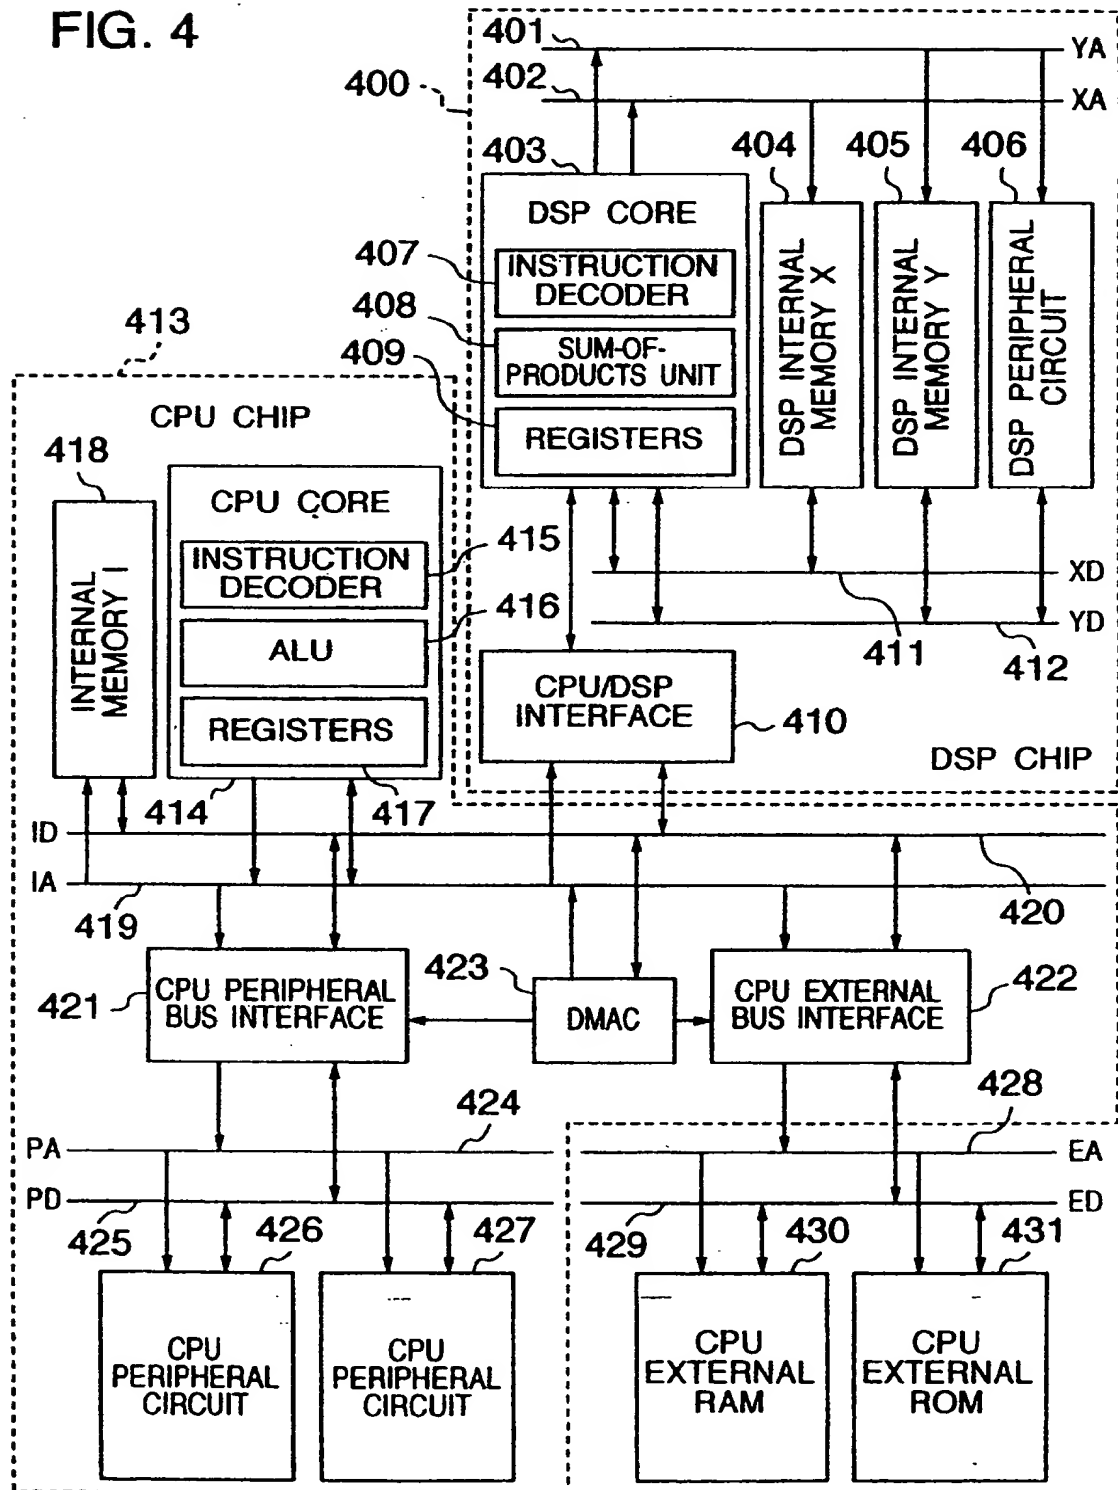 FIG. 4
401
YA
402
XA
400
403
404
405
406
DSP CORE
407
INSTRUCTION
DECODER
408
SUM-OF-
PRODUCTS UNIT
409
REGISTERS
DSP INTERNAL
MEMORY X
DSP INTERNAL
MEMORY Y
DSP PERIPHERAL
CIRCUIT
XD
411
YD
412
CPU/DSP
INTERFACE
410
DSP CHIP
413
CPU CHIP
418
INTERNAL
MEMORY I
CPU CORE
INSTRUCTION
DECODER
415
ALU
416
REGISTERS
414
417
ID
IA
419
420
421
CPU PERIPHERAL
BUS INTERFACE
423
DMAC
CPU EXTERNAL
BUS INTERFACE
422
424
428
PA
EA
PD
ED
425
426
427
429
430
431
CPU
PERIPHERAL
CIRCUIT
CPU
PERIPHERAL
CIRCUIT
CPU
EXTERNAL
RAM
CPU
EXTERNAL
ROM